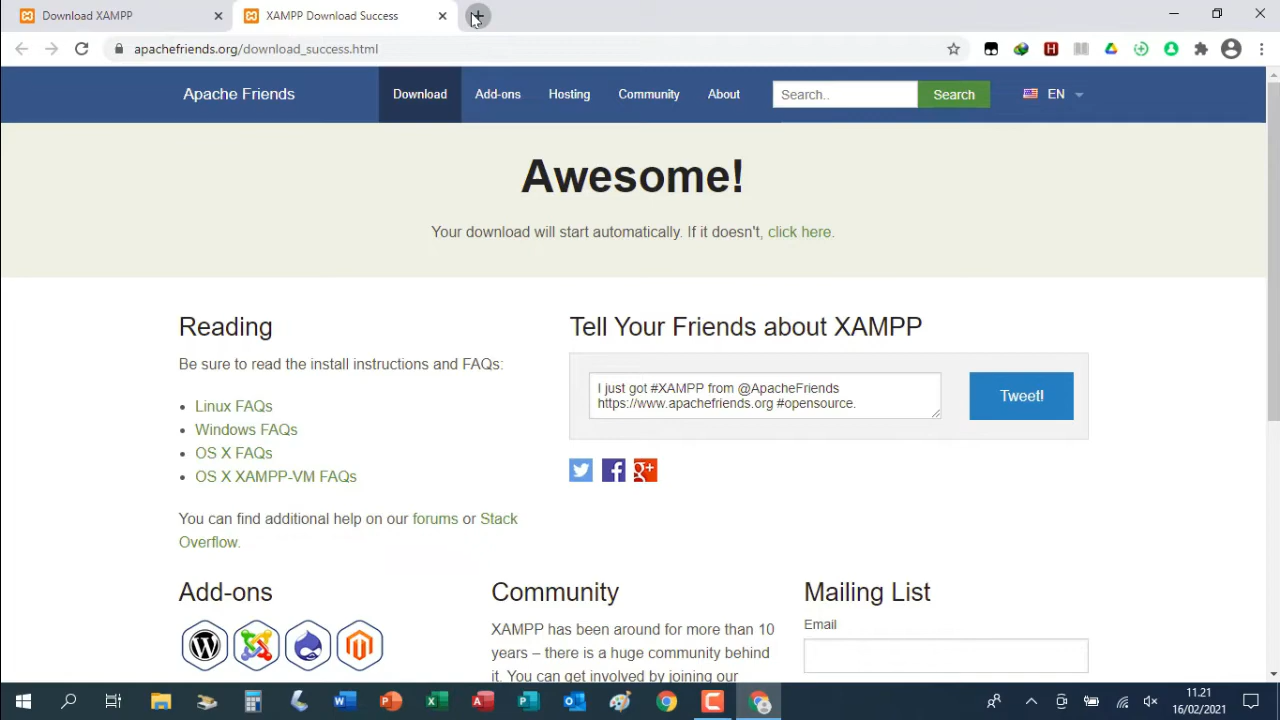 Download XAMPP
XAMPP Download Success
apachefriends.org/download_success.html
Apache Friends
Download
Add-ons
Hosting
Community
About
Search..
Search
EN
Awesome!
Your download will start automatically. If it doesn't, click here.
Reading
Be sure to read the install instructions and FAQs:
Linux FAQs
Windows FAQs
OS X FAQs
OS X XAMPP-VM FAQs
You can find additional help on our forums or Stack
Overflow.
Tell Your Friends about XAMPP
I just got #XAMPP from @ApacheFriends
https://www.apachefriends.org #opensource.
Tweet!
Add-ons
Community
XAMPP has been around for more than 10
years – there is a huge community behind
it. You can get involved by joining our
Mailing List
Email
11.21
16/02/2021